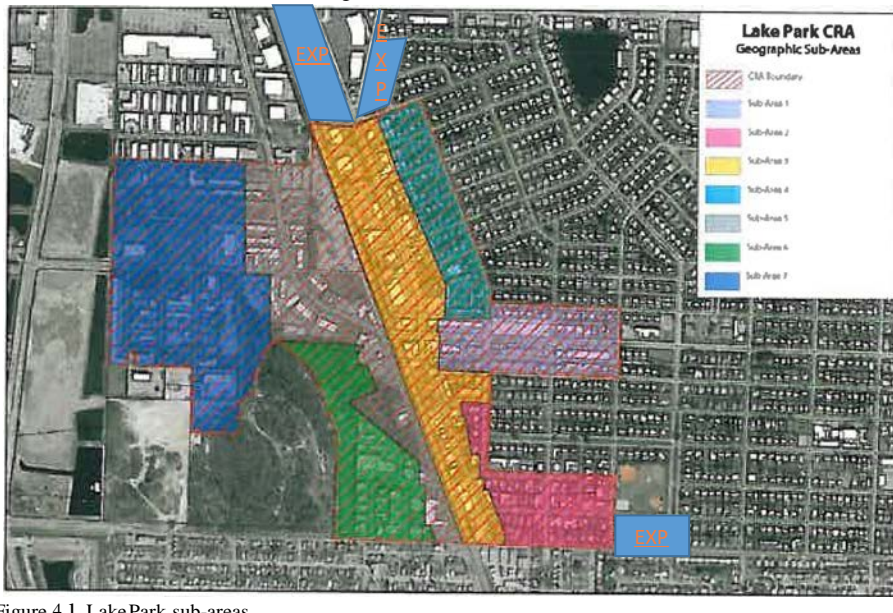 EXP
E
X
P
Lake Park CRA
Geographic Sub-Areas
CRA Boundary
Sub-Area 1
Sub-Area 2
Sub-Area 3
Sub-Area 4
Sub-Area 5
Sub-Area 6
Sub-Area 7
EXP
Figure 4.1. Lake Park sub-areas